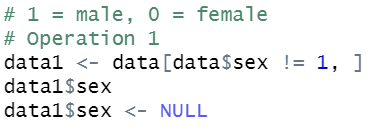 # 1 = male, 0 = female
# Operation 1
data1 <- data[data$sex != 1, ]
data1$sex
data1$sex <- NULL